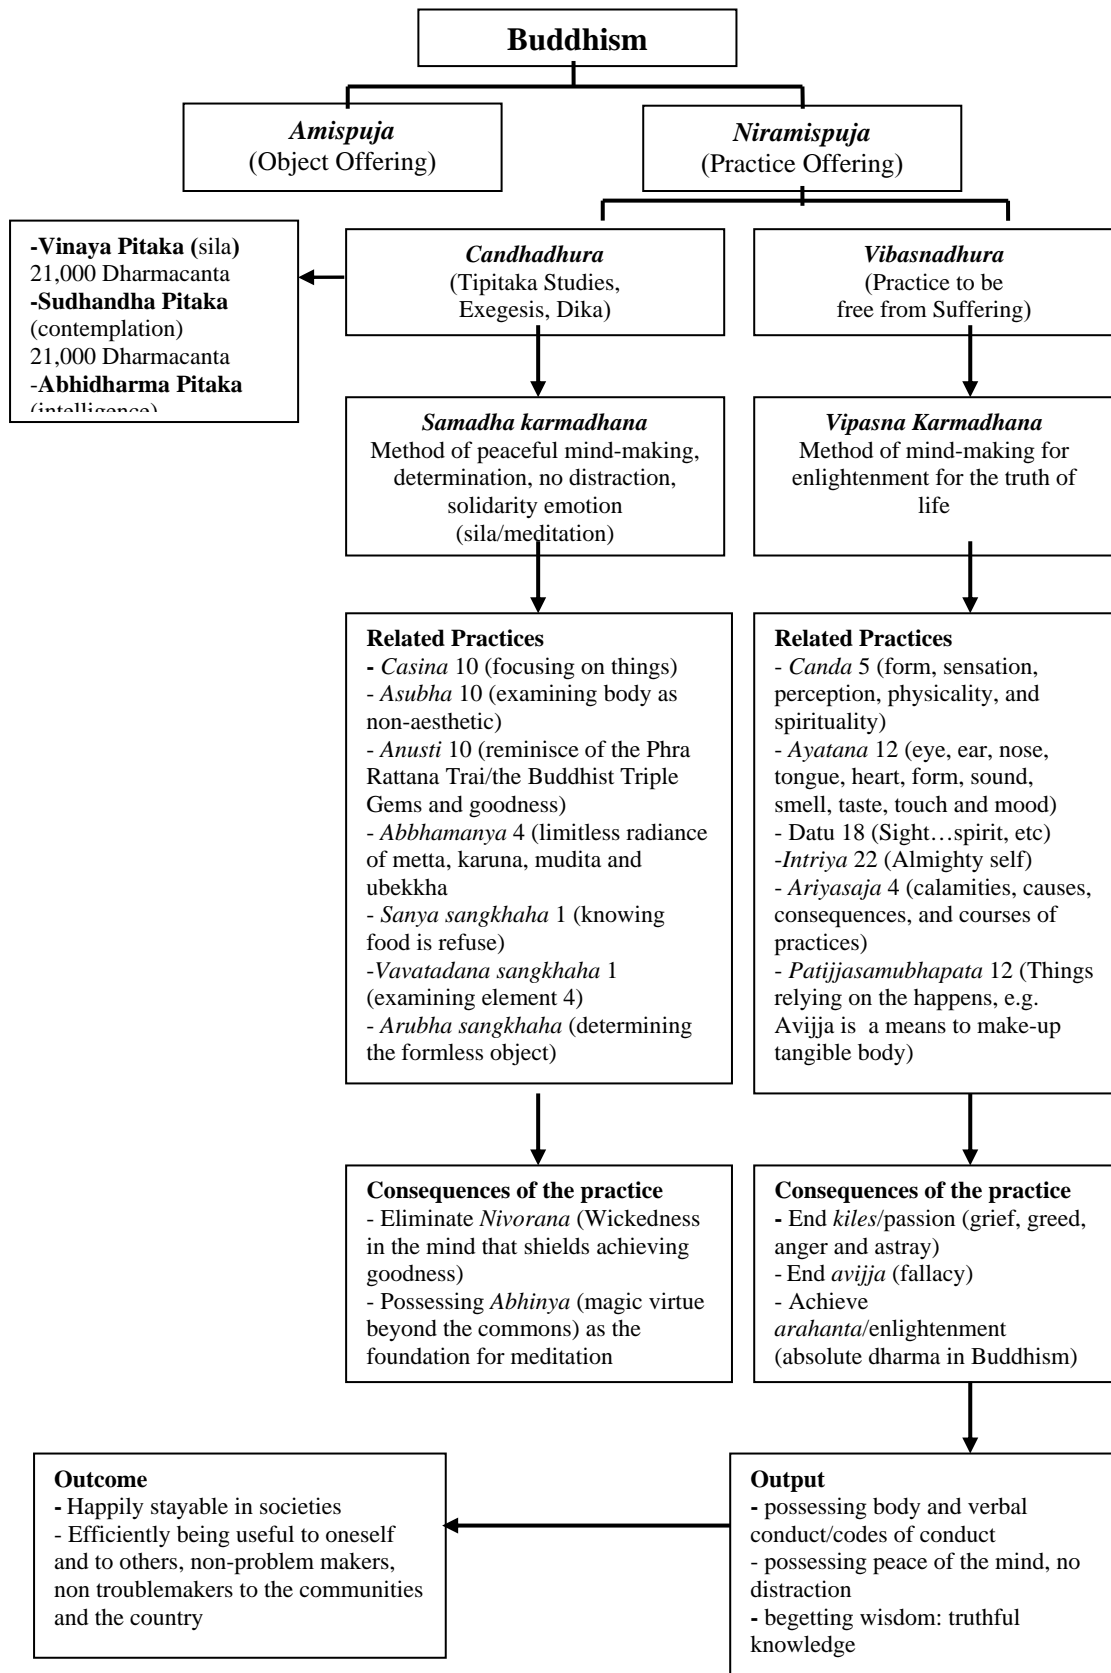 Buddhism
Amispuja
(Object Offering)
Niramispuja
(Practice Offering)
-Vinaya Pitaka (sila)
21,000 Dharmacanta
-Sudhandha Pitaka
(contemplation)
21,000 Dharmacanta
-Abhidharma Pitaka
(intelligence)
Candhadhura
(Tipitaka Studies,
Exegesis, Dika)
Vibasnadhura
(Practice to be
free from Suffering)
Samadha karmadhana
Method of peaceful mind-making,
determination, no distraction,
solidarity emotion
(sila/meditation)
Vipasna Karmadhana
Method of mind-making for
enlightenment for the truth of
life
Related Practices
- Casina 10 (focusing on things)
- Asubha 10 (examining body as
non-aesthetic)
- Anusti 10 (reminisce of the Phra
Rattana Trai/the Buddhist Triple
Gems and goodness)
- Abbhamanya 4 (limitless radiance
of metta, karuna, mudita and
ubekkha
- Sanya sangkhaha 1 (knowing
food is refuse)
-Vavatadana sangkhaha 1
(examining element 4)
- Arubha sangkhaha (determining
the formless object)
Related Practices
- Canda 5 (form, sensation,
perception, physicality, and
spirituality)
- Ayatana 12 (eye, ear, nose,
tongue, heart, form, sound,
smell, taste, touch and mood)
- Datu 18 (Sight…spirit, etc)
-Intriya 22 (Almighty self)
- Ariyasaja 4 (calamities, causes,
consequences, and courses of
practices)
- Patijjasamubhapata 12 (Things
relying on the happens, e.g.
Avijja is a means to make-up
tangible body)
Consequences of the practice
- Eliminate Nivorana (Wickedness
in the mind that shields achieving
goodness)
- Possessing Abhinya (magic virtue
beyond the commons) as the
foundation for meditation
Consequences of the practice
- End kiles/passion (grief, greed,
anger and astray)
- End avijja (fallacy)
- Achieve
arahanta/enlightenment
(absolute dharma in Buddhism)
Outcome
- Happily stayable in societies
- Efficiently being useful to oneself
and to others, non-problem makers,
non troublemakers to the communities
and the country
Output
- possessing body and verbal
conduct/codes of conduct
- possessing peace of the mind, no
distraction
- begetting wisdom: truthful
knowledge